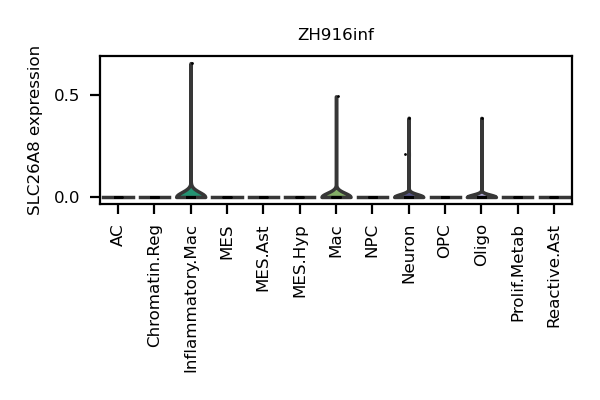 ZH916inf
SLC26A8 expression
0.5
0.0
AC
Chromatin.Reg
Inflammatory.Mac
MES
MES.Ast
MES.Hyp
Mac
NPC
Neuron
OPC
Oligo
Prolif.Metab
Reactive.Ast